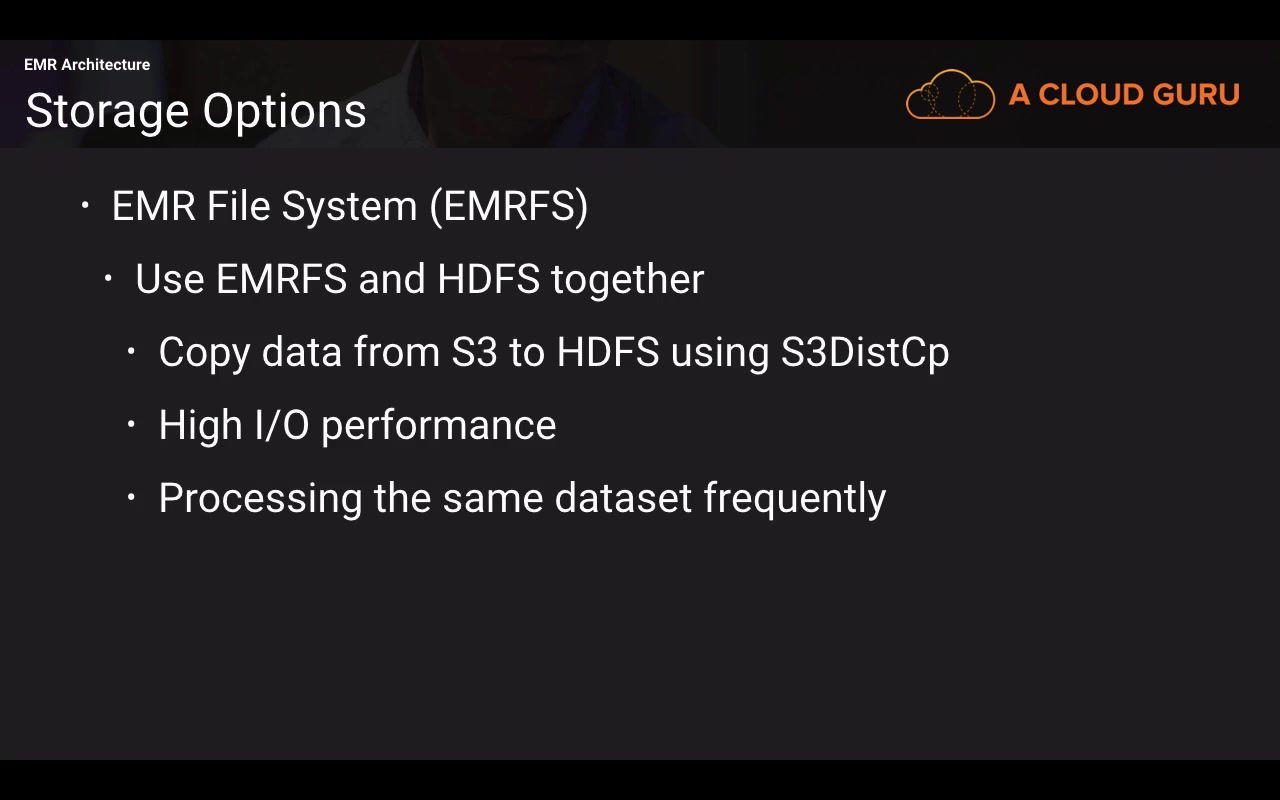 EMR Architecture
Storage Options
A CLOUD GURU
• EMR File System (EMRFS)
• Use EMRFS and HDFS together
• Copy data from S3 to HDFS using S3DistCp
• High I/O performance
• Processing the same dataset frequently